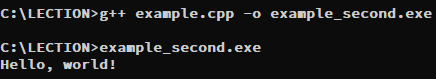 C:\LECTION>g++ example.cpp -o example_second.exe
C:\LECTION>example_second.exe
Hello, world!